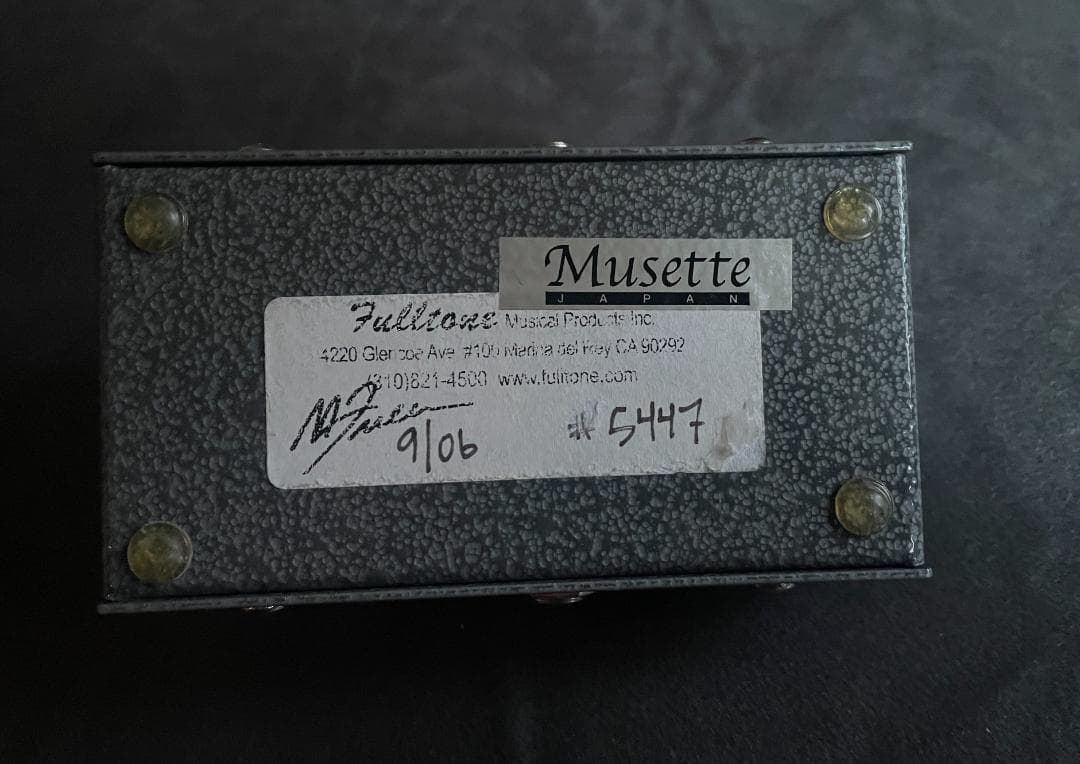 Musette
JAPAN
Fulltone Musical Products Inc.
4220 Glencoe Ave. #100 Marina del Rey CA 90292
(310)821-4500 www.fulltone.com
M Fuller
9/06 #5447